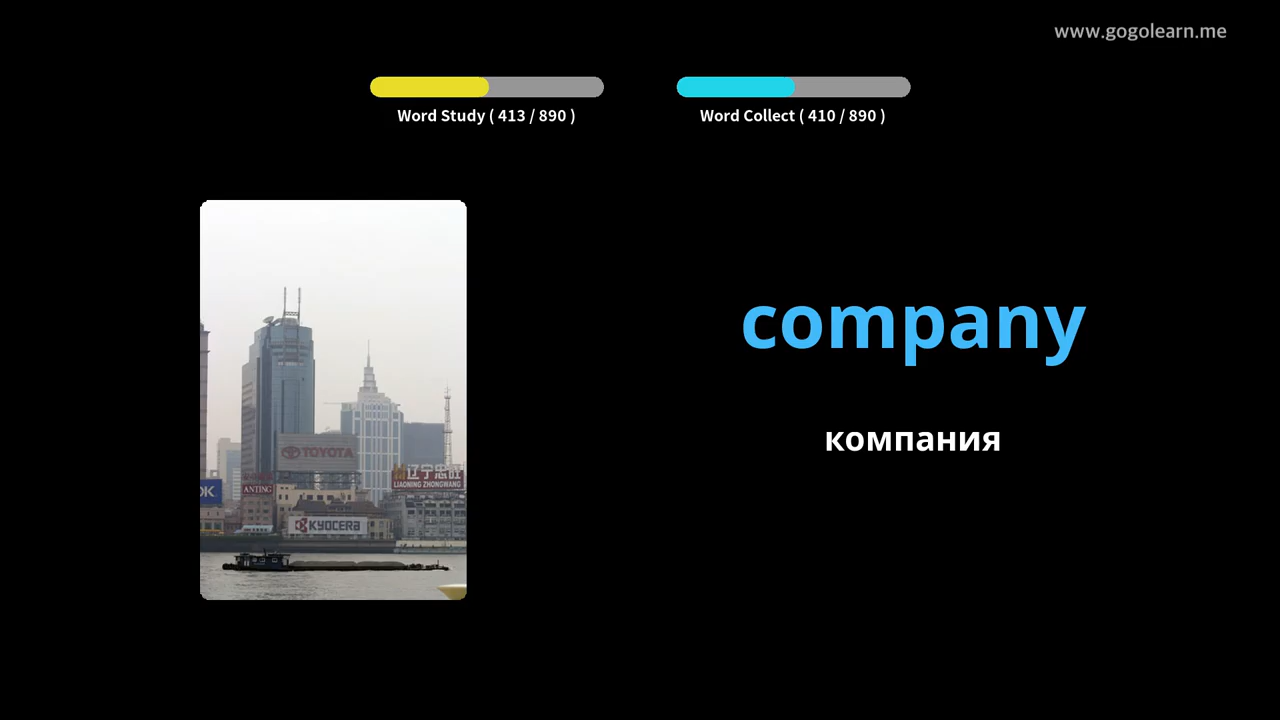 www.gogolearn.me
Word Study ( 413 / 890 )
Word Collect ( 410 / 890 )
company
компания
TOYOTA
辽宁忠旺
LIAONING ZHONGWANG
ANTING
KYOCERA